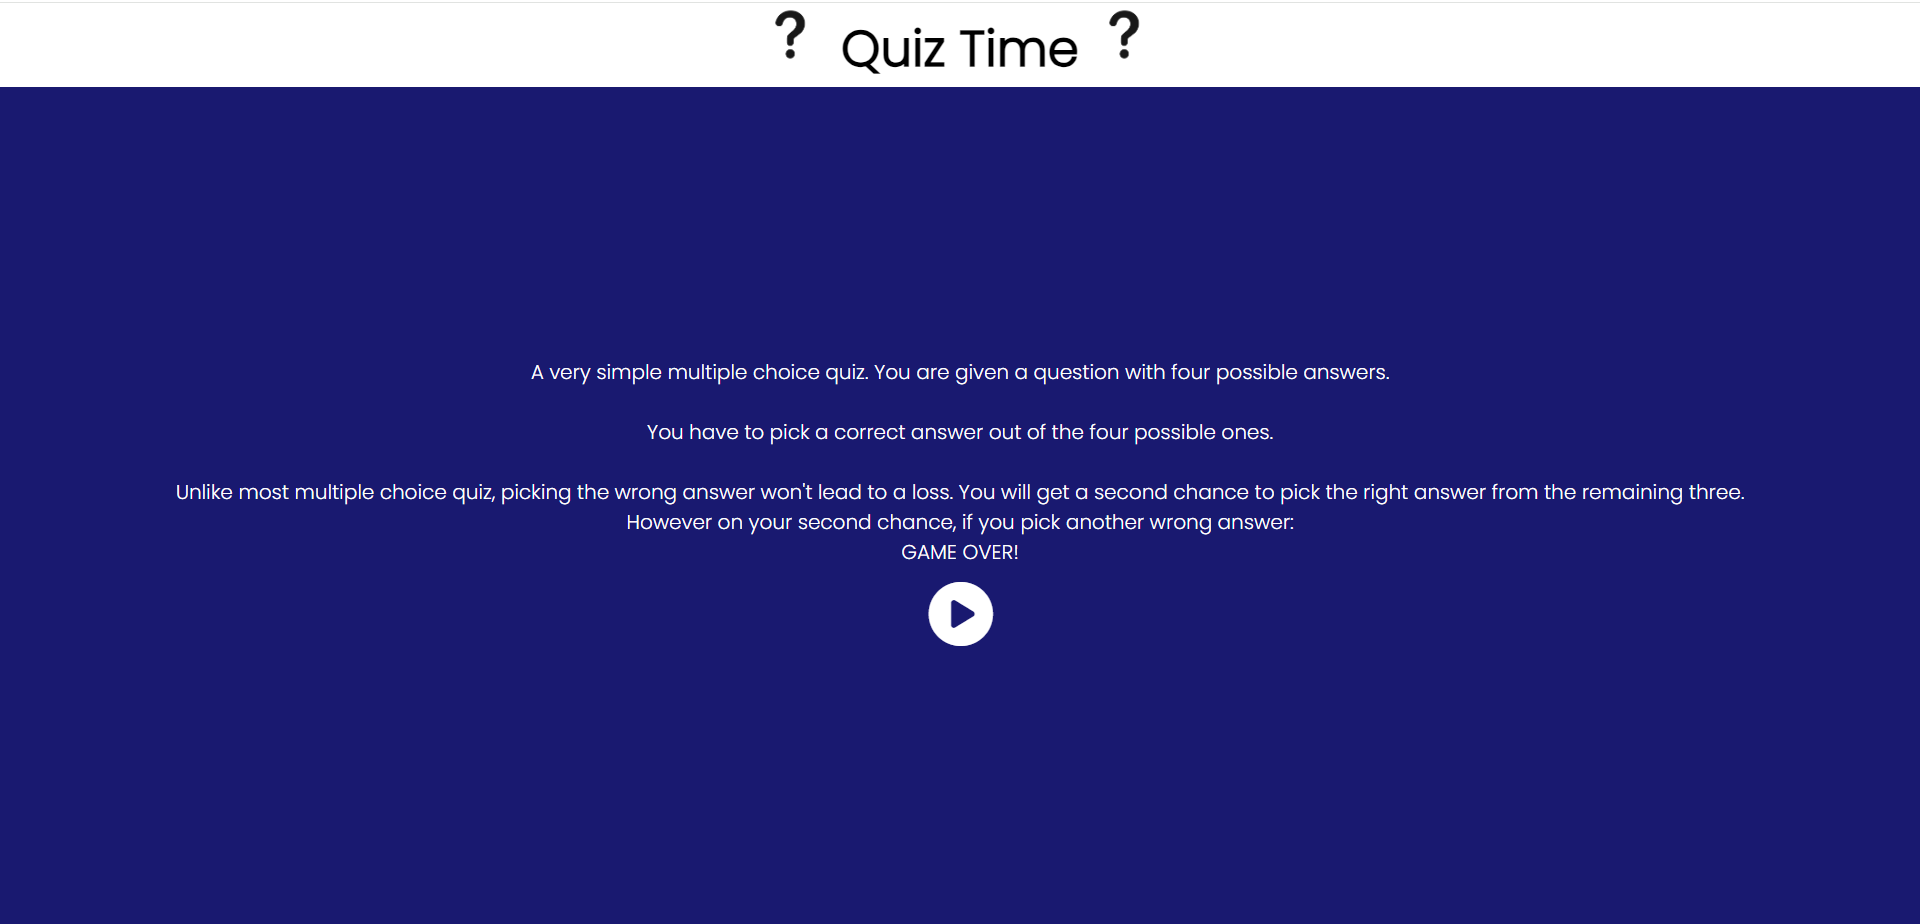 ? Quiz Time ?
A very simple multiple choice quiz. You are given a question with four possible answers.
You have to pick a correct answer out of the four possible ones.
Unlike most multiple choice quiz, picking the wrong answer won't lead to a loss. You will get a second chance to pick the right answer from the remaining three.
However on your second chance, if you pick another wrong answer:
GAME OVER!